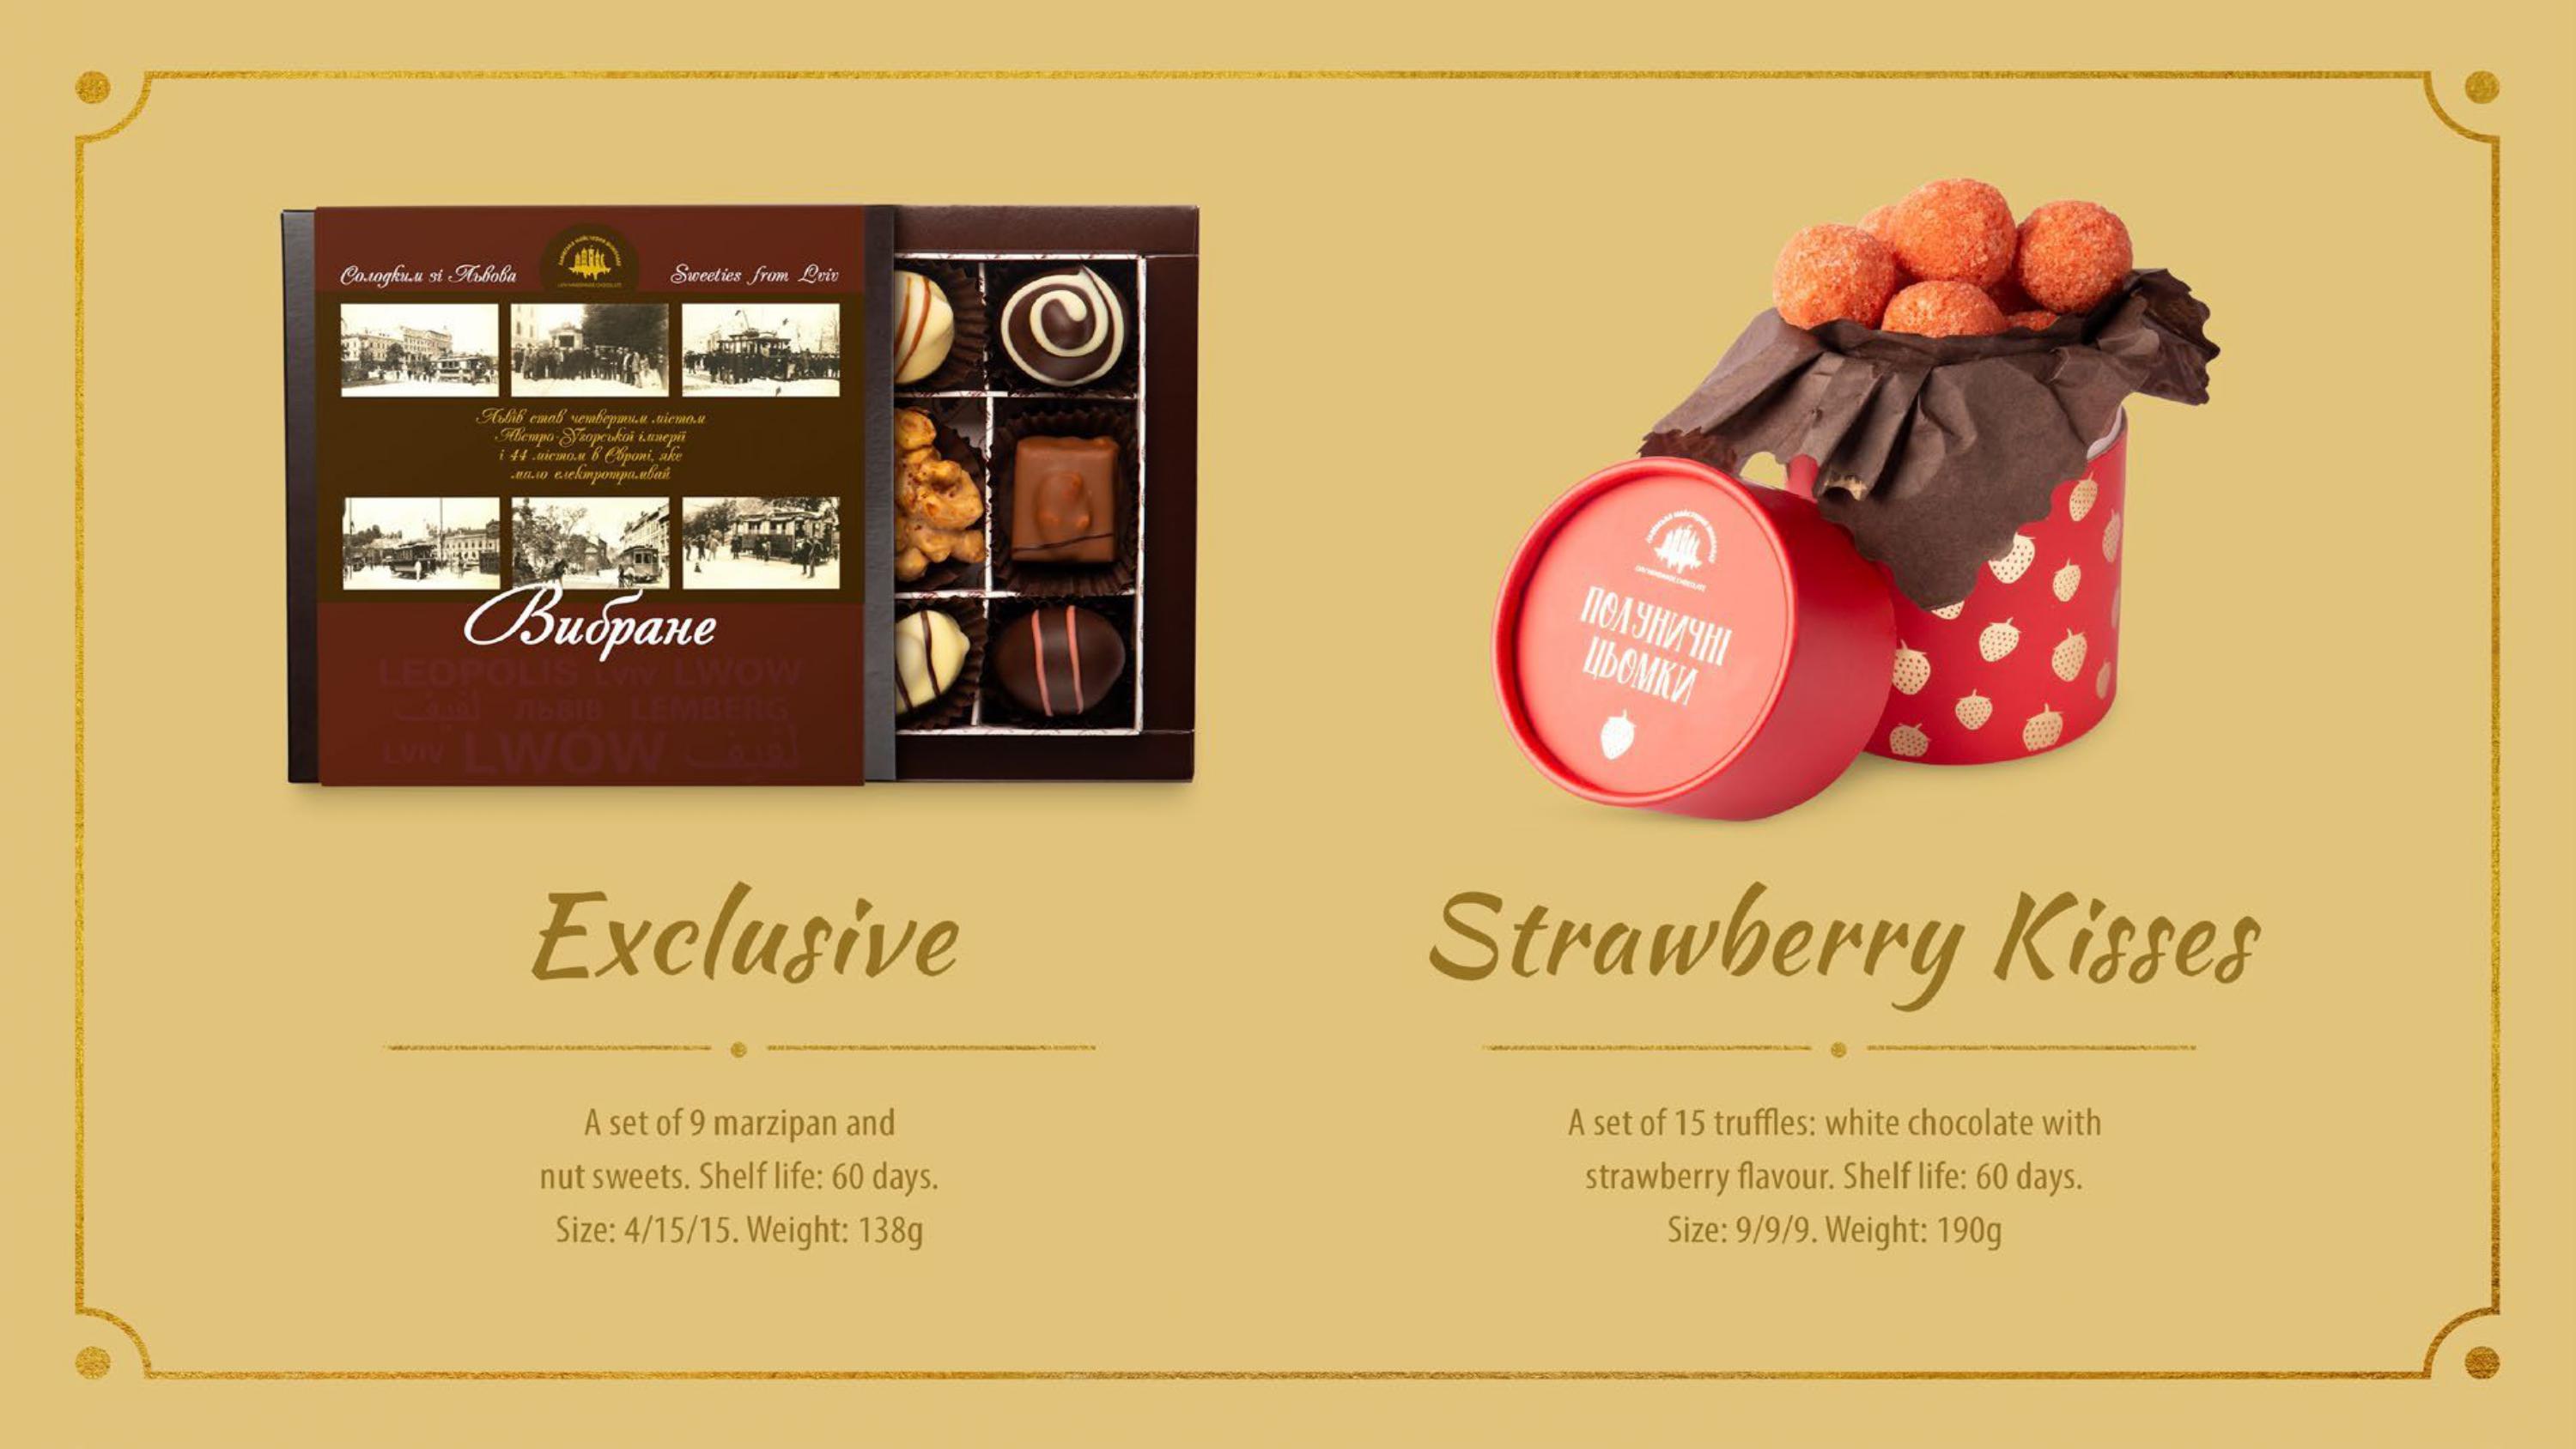 Солодким зі Львова
Sweeties from Lviv
Львів став четвертим містом
Австро-Угорської імперії
і 44 містом в Європі, яке
мало електротрамвай
Вибране
LEOPOLIS LVIV LWOW
لفيف ЛЬВІВ LEMBERG
LVIV LWÓW لفيف
ПОЛУНИЧНІ
ЦЬОМКИ
Exclusive
A set of 9 marzipan and
nut sweets. Shelf life: 60 days.
Size: 4/15/15. Weight: 138g
Strawberry Kisses
A set of 15 truffles: white chocolate with
strawberry flavour. Shelf life: 60 days.
Size: 9/9/9. Weight: 190g